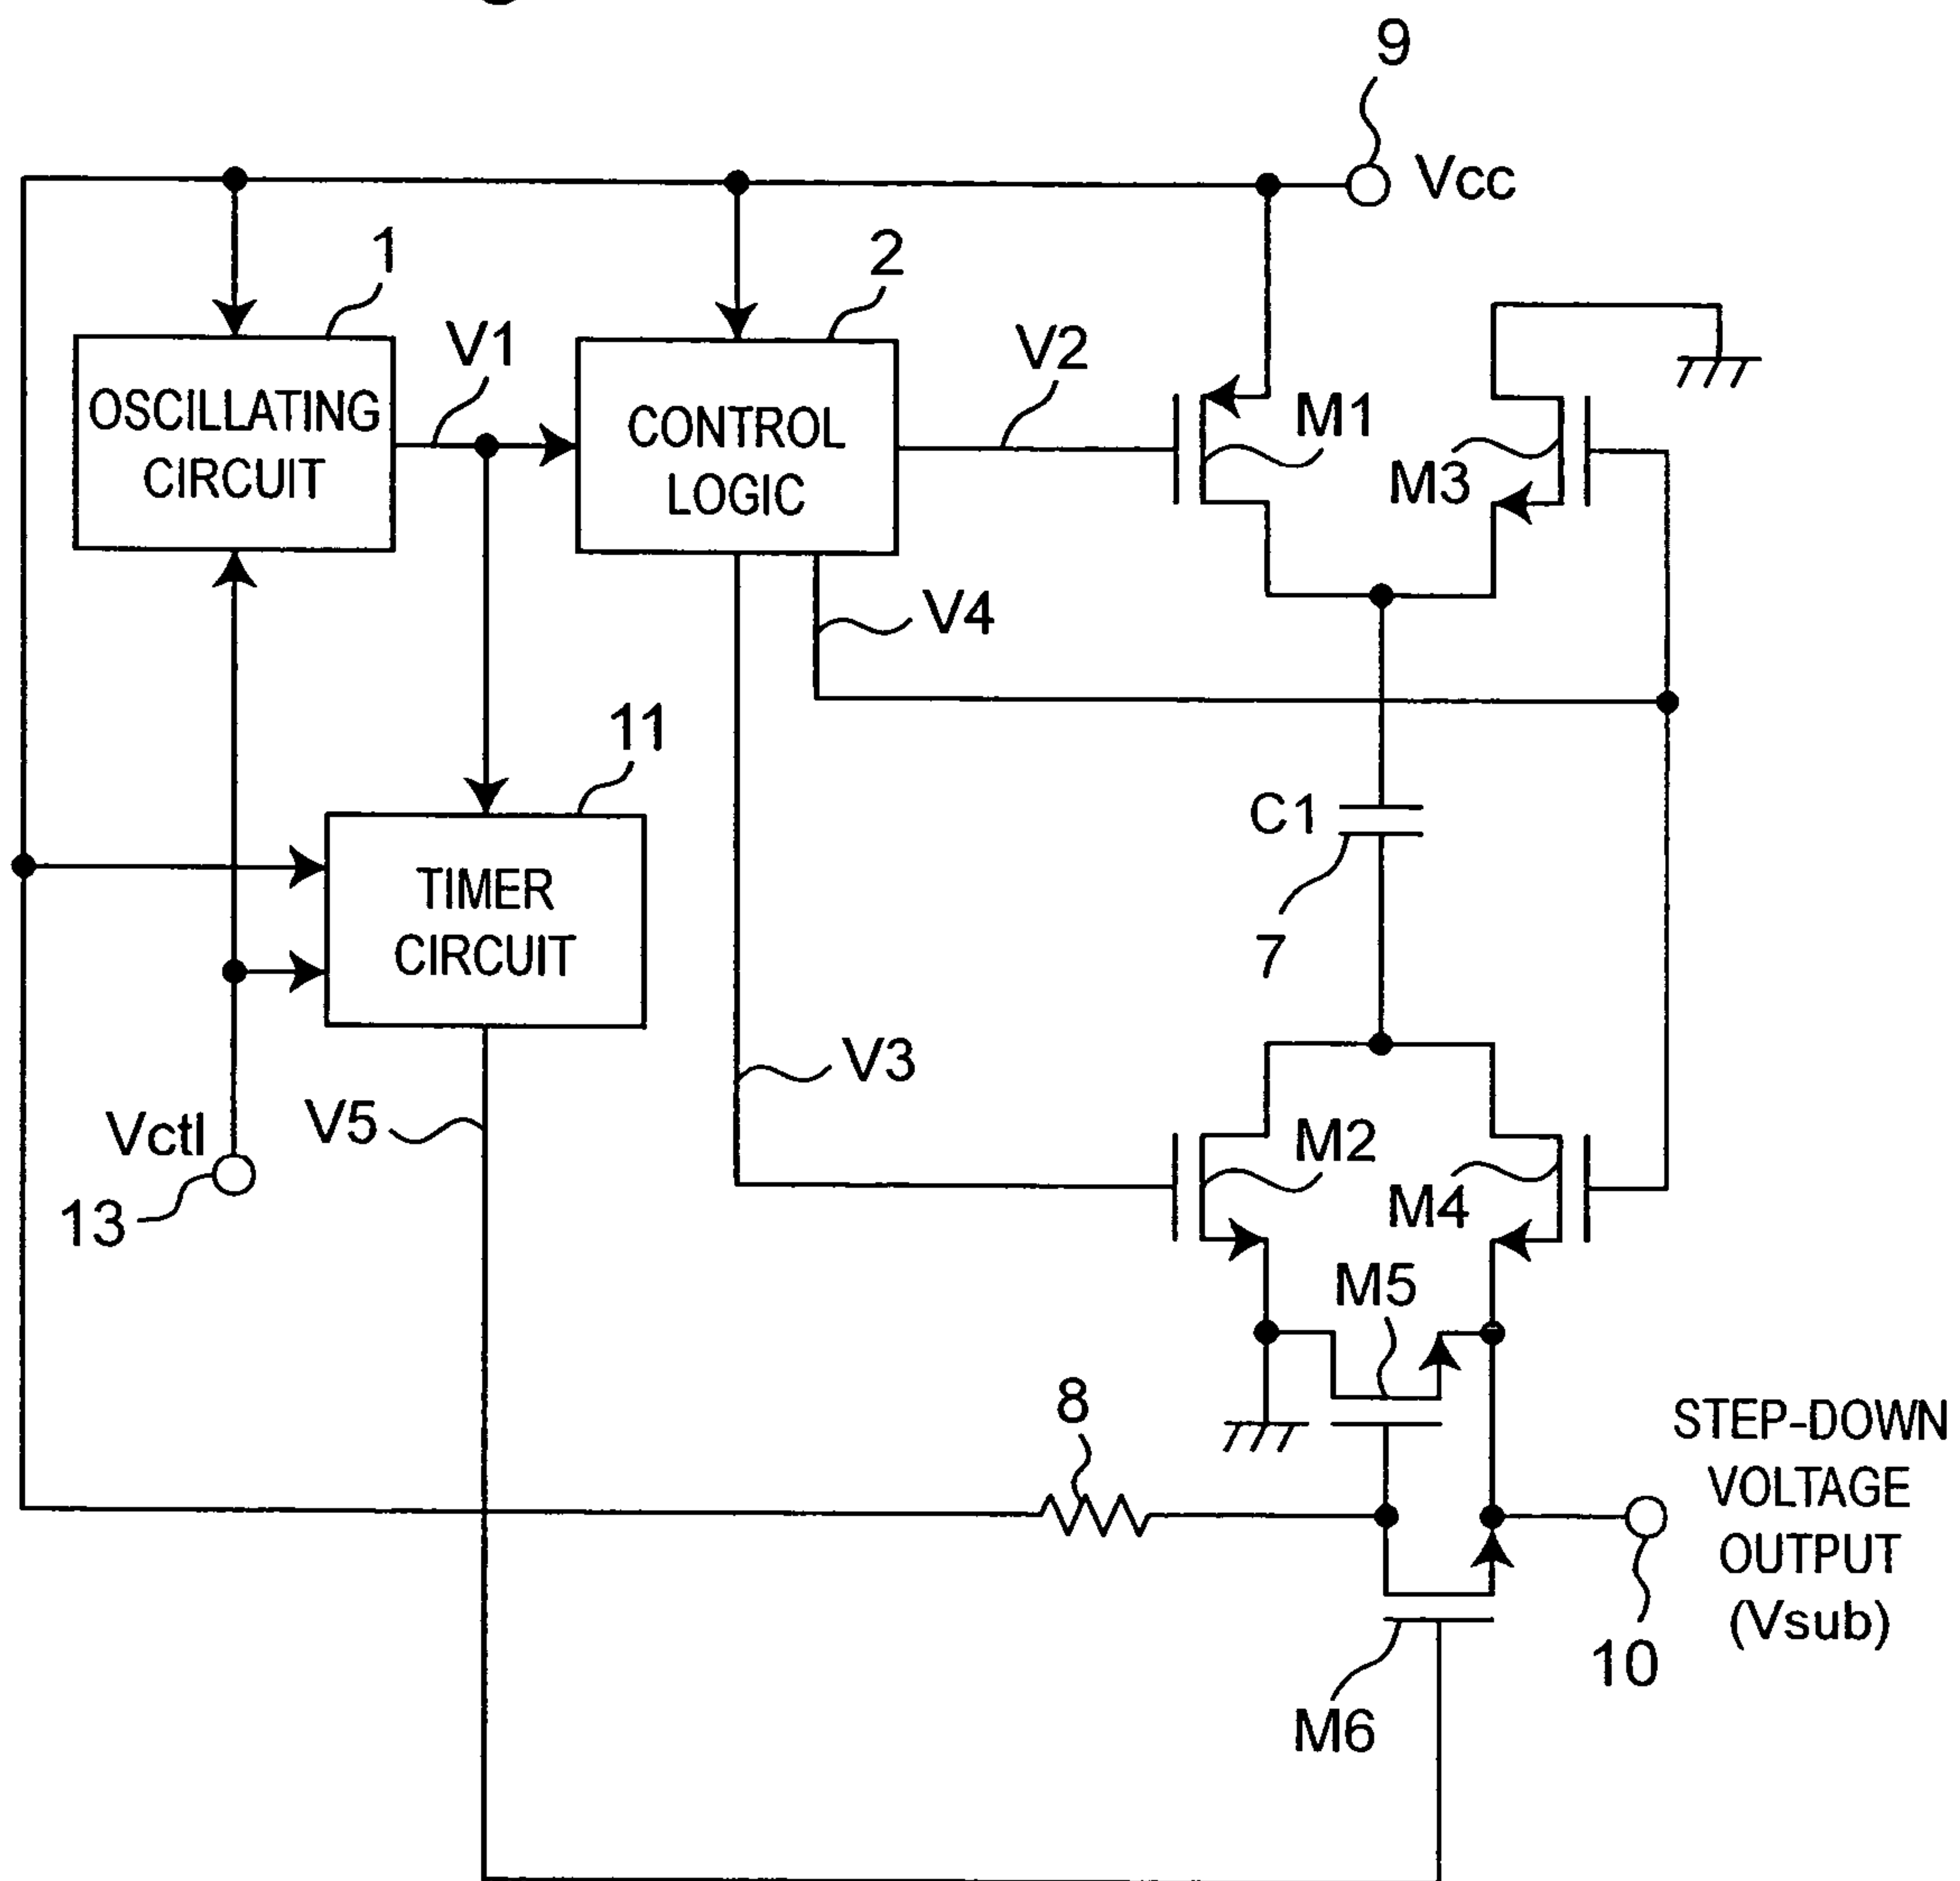 9
Vcc
1
2
V1
V2
OSCILLATING
CIRCUIT
CONTROL
LOGIC
M1
M3
V4
11
C1
TIMER
CIRCUIT
7
V3
Vctl
V5
M2
13
M4
M5
8
STEP-DOWN
VOLTAGE
OUTPUT
(Vsub)
10
M6